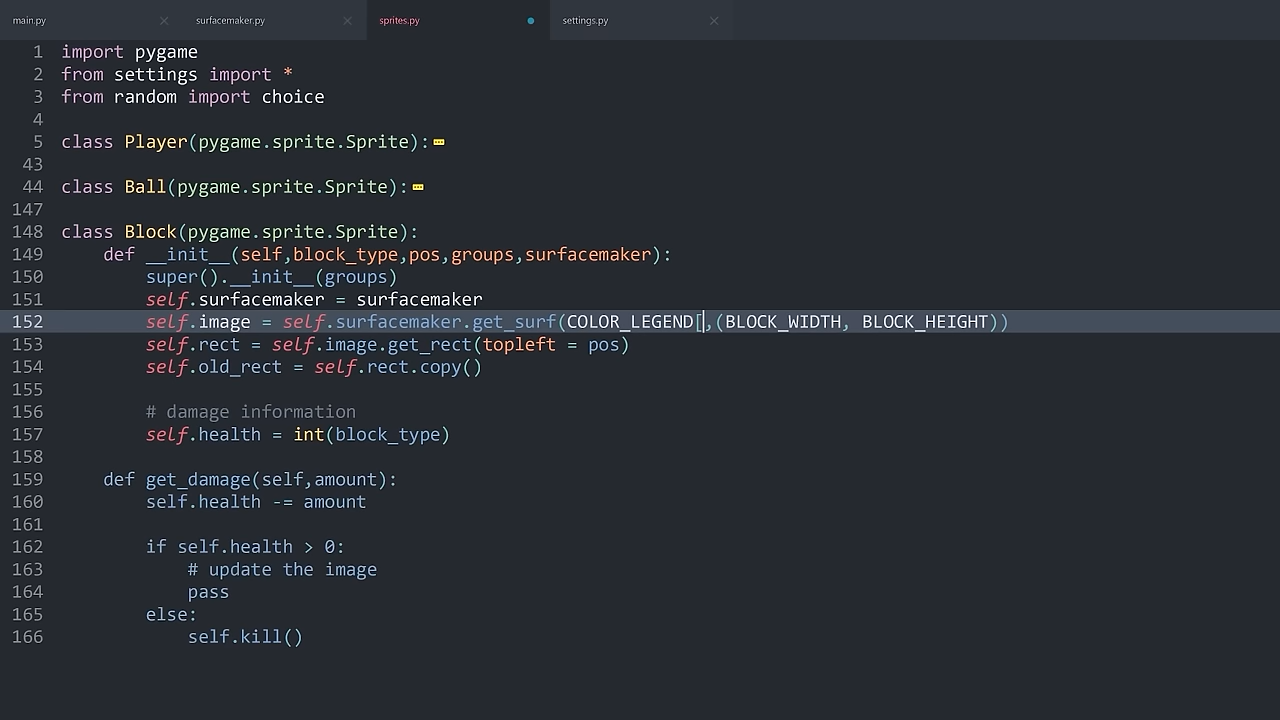 main.py × surfacemaker.py × sprites.py settings.py ×
1 import pygame
2 from settings import *
3 from random import choice
4
5 class Player(pygame.sprite.Sprite):
43
44 class Ball(pygame.sprite.Sprite):
147
148 class Block(pygame.sprite.Sprite):
149     def __init__(self,block_type,pos,groups,surfacemaker):
150         super().__init__(groups)
151         self.surfacemaker = surfacemaker
152         self.image = self.surfacemaker.get_surf(COLOR_LEGEND[,(BLOCK_WIDTH, BLOCK_HEIGHT))
153         self.rect = self.image.get_rect(topleft = pos)
154         self.old_rect = self.rect.copy()
155
156         # damage information
157         self.health = int(block_type)
158
159     def get_damage(self,amount):
160         self.health -= amount
161
162         if self.health > 0:
163             # update the image
164             pass
165         else:
166             self.kill()